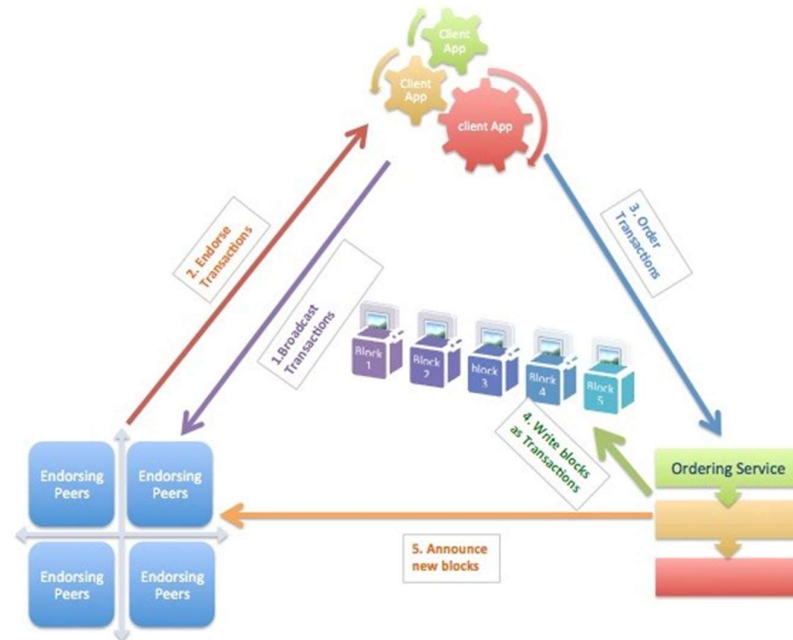 Client
App
Client
App
client App
2. Endorse
Transactions
1.Broadcast
Transactions
3. Order
Transactions
Block
1
Block
2
block
3
Block
4
Block
5
4. Write blocks
as Transactions
Endorsing
Peers
Endorsing
Peers
Ordering Service
5. Announce
new blocks
Endorsing
Peers
Endorsing
Peers